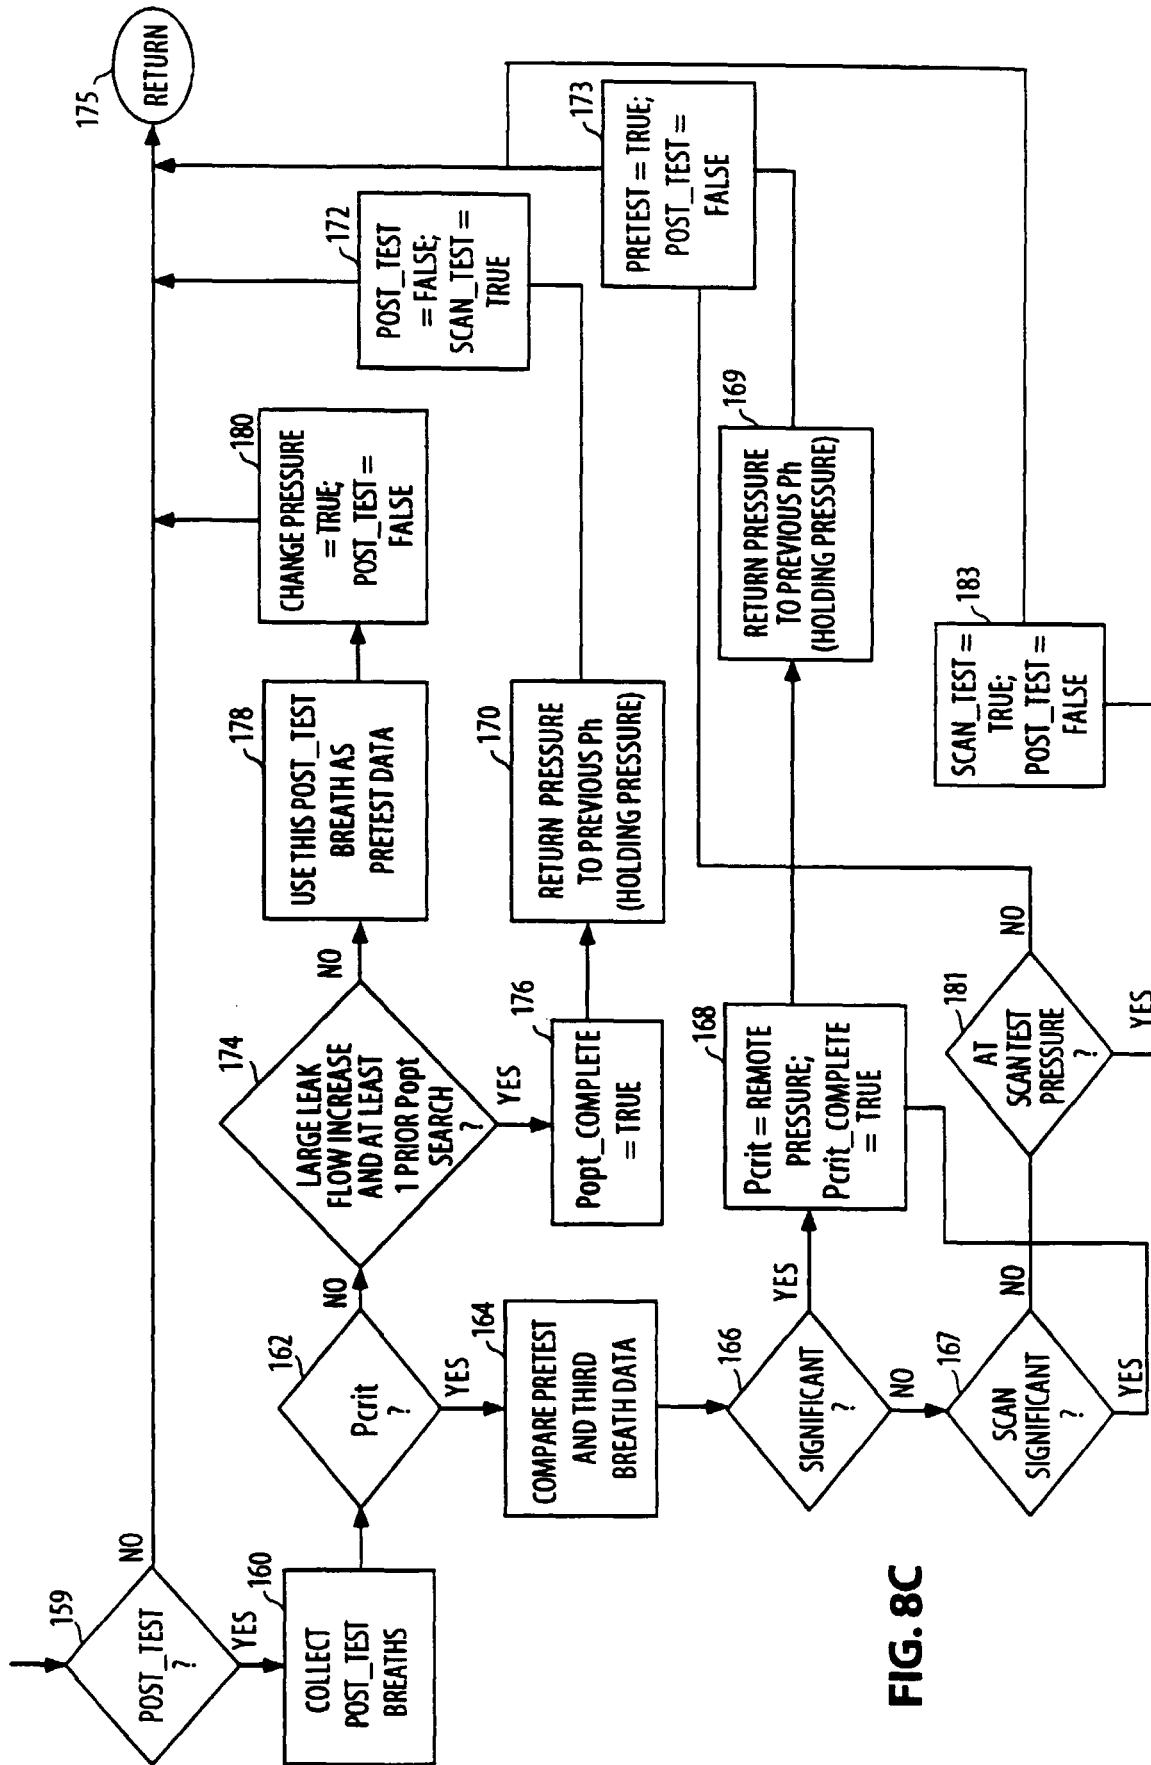 159
POST_TEST
?
NO
YES
160
COLLECT
POST_TEST
BREATHS
162
Pcrit
?
NO
YES
174
LARGE LEAK
FLOW INCREASE
AND AT LEAST
1 PRIOR Popt
SEARCH
?
NO
YES
178
USE THIS POST_TEST
BREATH AS
PRETEST DATA
180
CHANGE PRESSURE
= TRUE;
POST_TEST =
FALSE
175
RETURN
176
Popt_COMPLETE
= TRUE
170
RETURN PRESSURE
TO PREVIOUS Ph
(HOLDING PRESSURE)
172
POST_TEST
= FALSE;
SCAN_TEST =
TRUE
164
COMPARE PRETEST
AND THIRD
BREATH DATA
166
SIGNIFICANT
?
YES
NO
168
Pcrit = REMOTE
PRESSURE;
Pcrit_COMPLETE
= TRUE
169
RETURN PRESSURE
TO PREVIOUS Ph
(HOLDING PRESSURE)
173
PRETEST = TRUE;
POST_TEST =
FALSE
167
SCAN
SIGNIFICANT
?
NO
YES
181
AT
SCANTEST
PRESSURE
?
NO
YES
183
SCAN_TEST =
TRUE;
POST_TEST =
FALSE
FIG. 8C